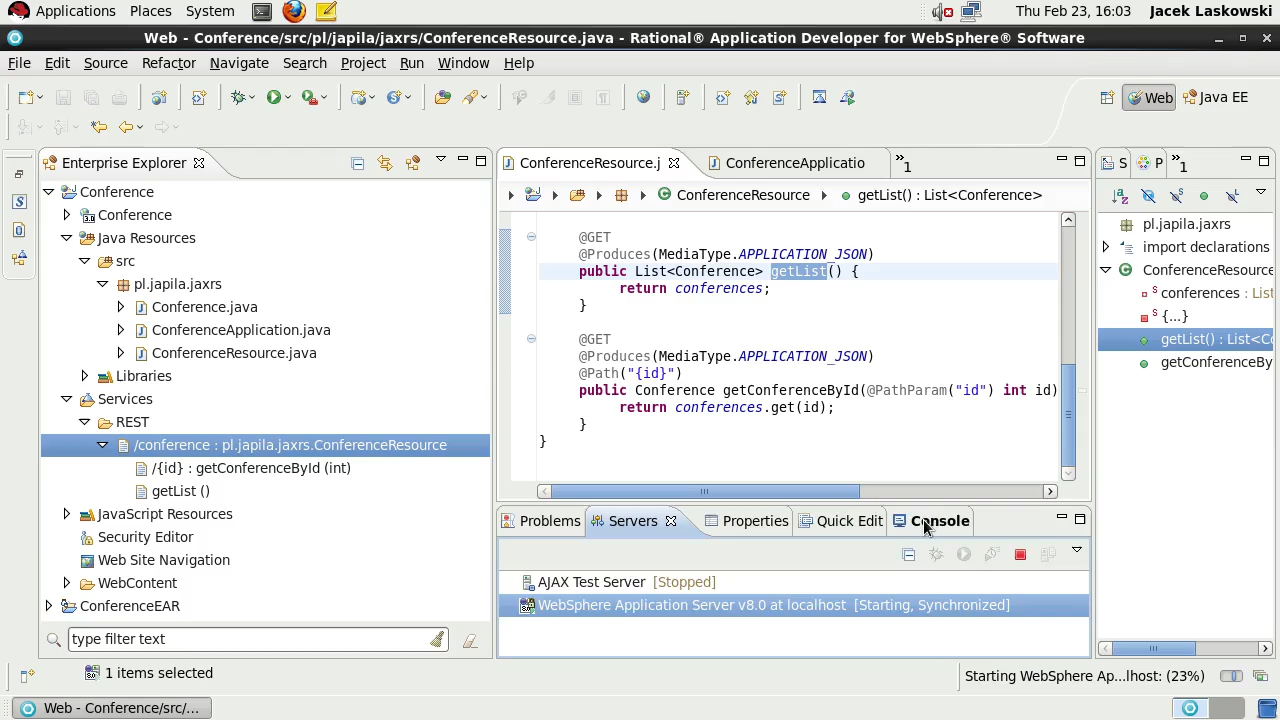 Applications Places System Thu Feb 23, 16:03 Jacek Laskowski
Web - Conference/src/pl/japila/jaxrs/ConferenceResource.java - Rational® Application Developer for WebSphere® Software
File Edit Source Refactor Navigate Search Project Run Window Help
Web Java EE
Enterprise Explorer
Conference
Conference
Java Resources
src
pl.japila.jaxrs
Conference.java
ConferenceApplication.java
ConferenceResource.java
Libraries
Services
REST
/conference : pl.japila.jaxrs.ConferenceResource
/{id} : getConferenceById (int)
getList ()
JavaScript Resources
Security Editor
Web Site Navigation
WebContent
ConferenceEAR
type filter text
ConferenceResource.j ConferenceApplicatio »1
ConferenceResource getList() : List<Conference>
@GET
@Produces(MediaType.APPLICATION_JSON)
public List<Conference> getList() {
return conferences;
}
@GET
@Produces(MediaType.APPLICATION_JSON)
@Path("{id}")
public Conference getConferenceById(@PathParam("id") int id)
return conferences.get(id);
}
}
Problems Servers Properties Quick Edit Console
AJAX Test Server [Stopped]
WebSphere Application Server v8.0 at localhost [Starting, Synchronized]
S P »1
pl.japila.jaxrs
import declarations
ConferenceResource
conferences : List
{...}
getList() : List<Co
getConferenceBy
1 items selected
Starting WebSphere Ap...lhost: (23%)
Web - Conference/src/...